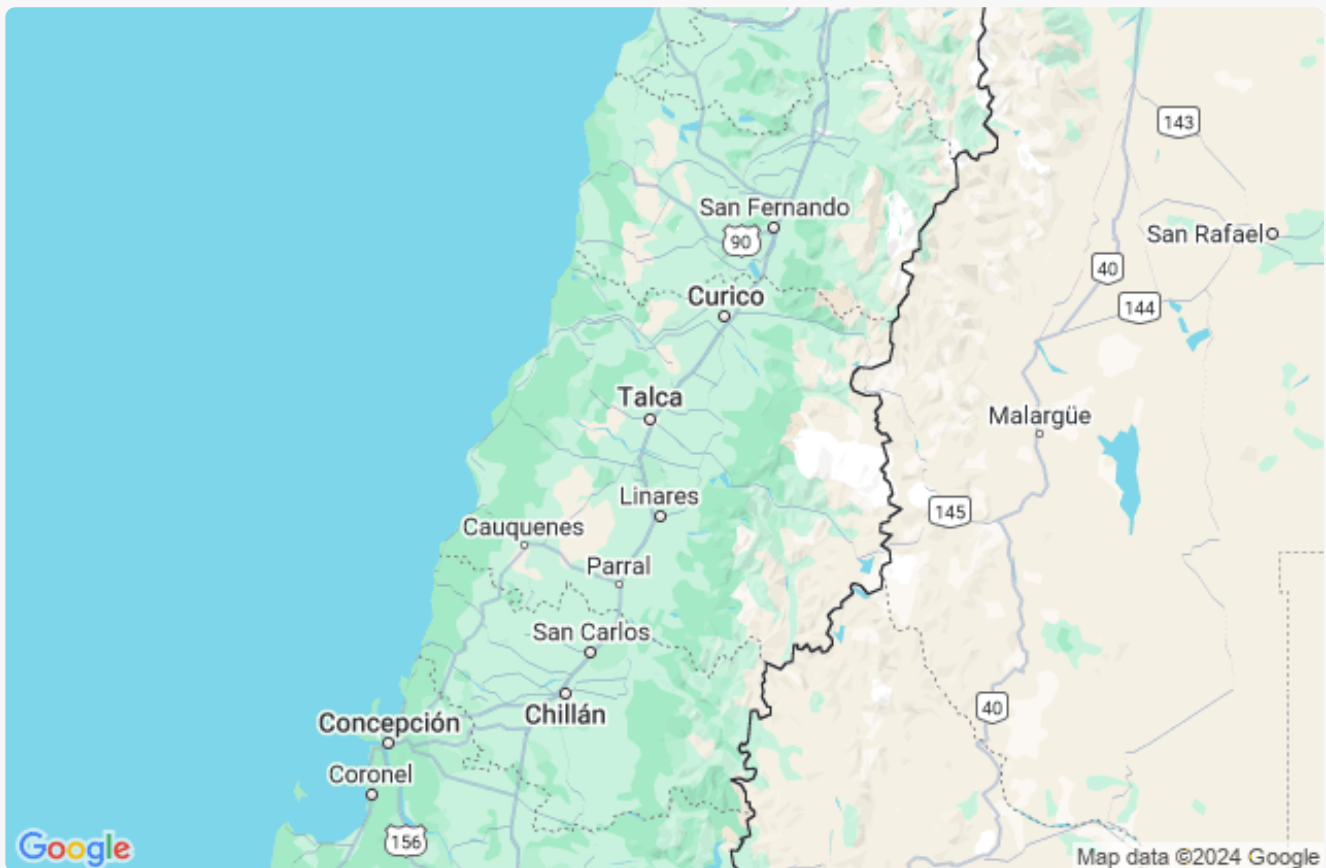 143
San Fernando
90
San Rafael
40
Curico
144
Talca
Malargüe
Linares
145
Cauquenes
Parral
San Carlos
40
Chillán
Concepción
Coronel
156
Google
Map data ©2024 Google